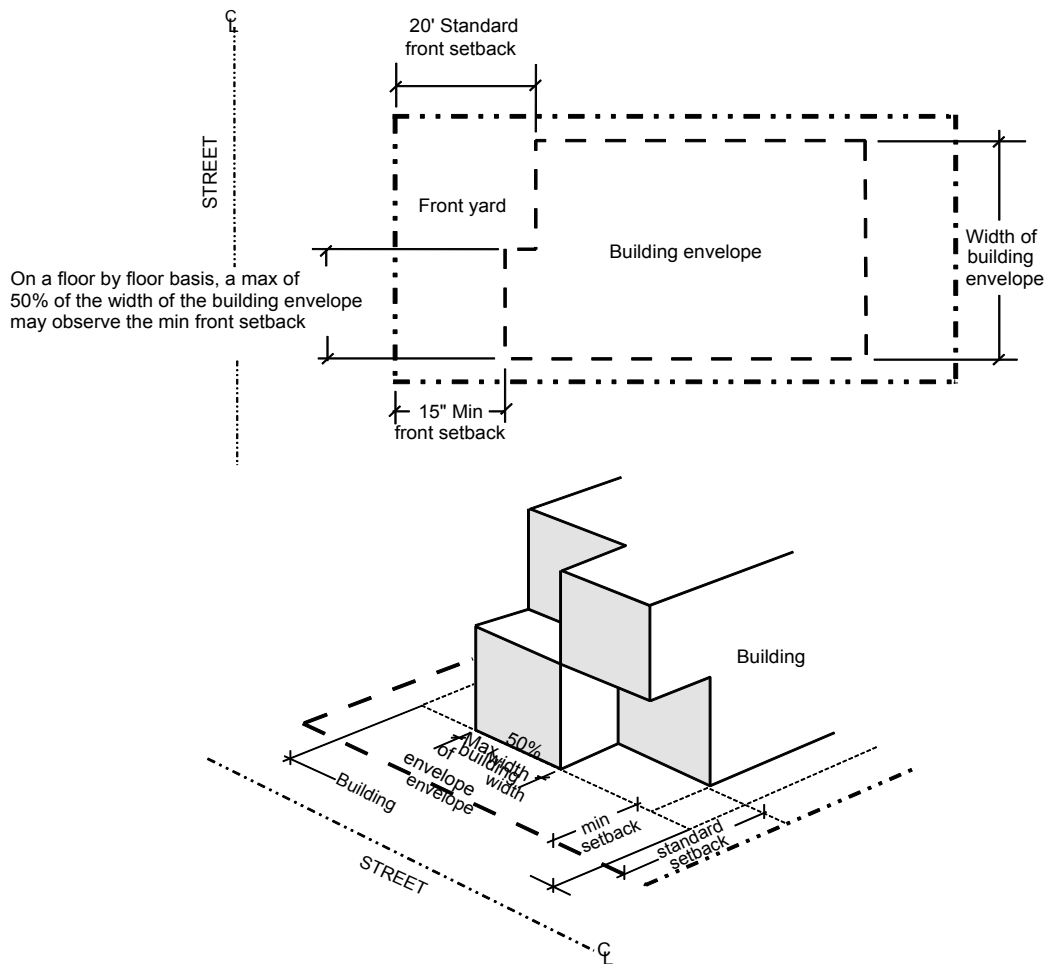 CL
20' Standard
front setback
STREET
Front yard
Building envelope
Width of
building
envelope
On a floor by floor basis, a max of
50% of the width of the building envelope
may observe the min front setback
15" Min
front setback
Building
50%
Max width
of building
width
envelope
envelope
Building
min
setback
standard
setback
STREET
CL